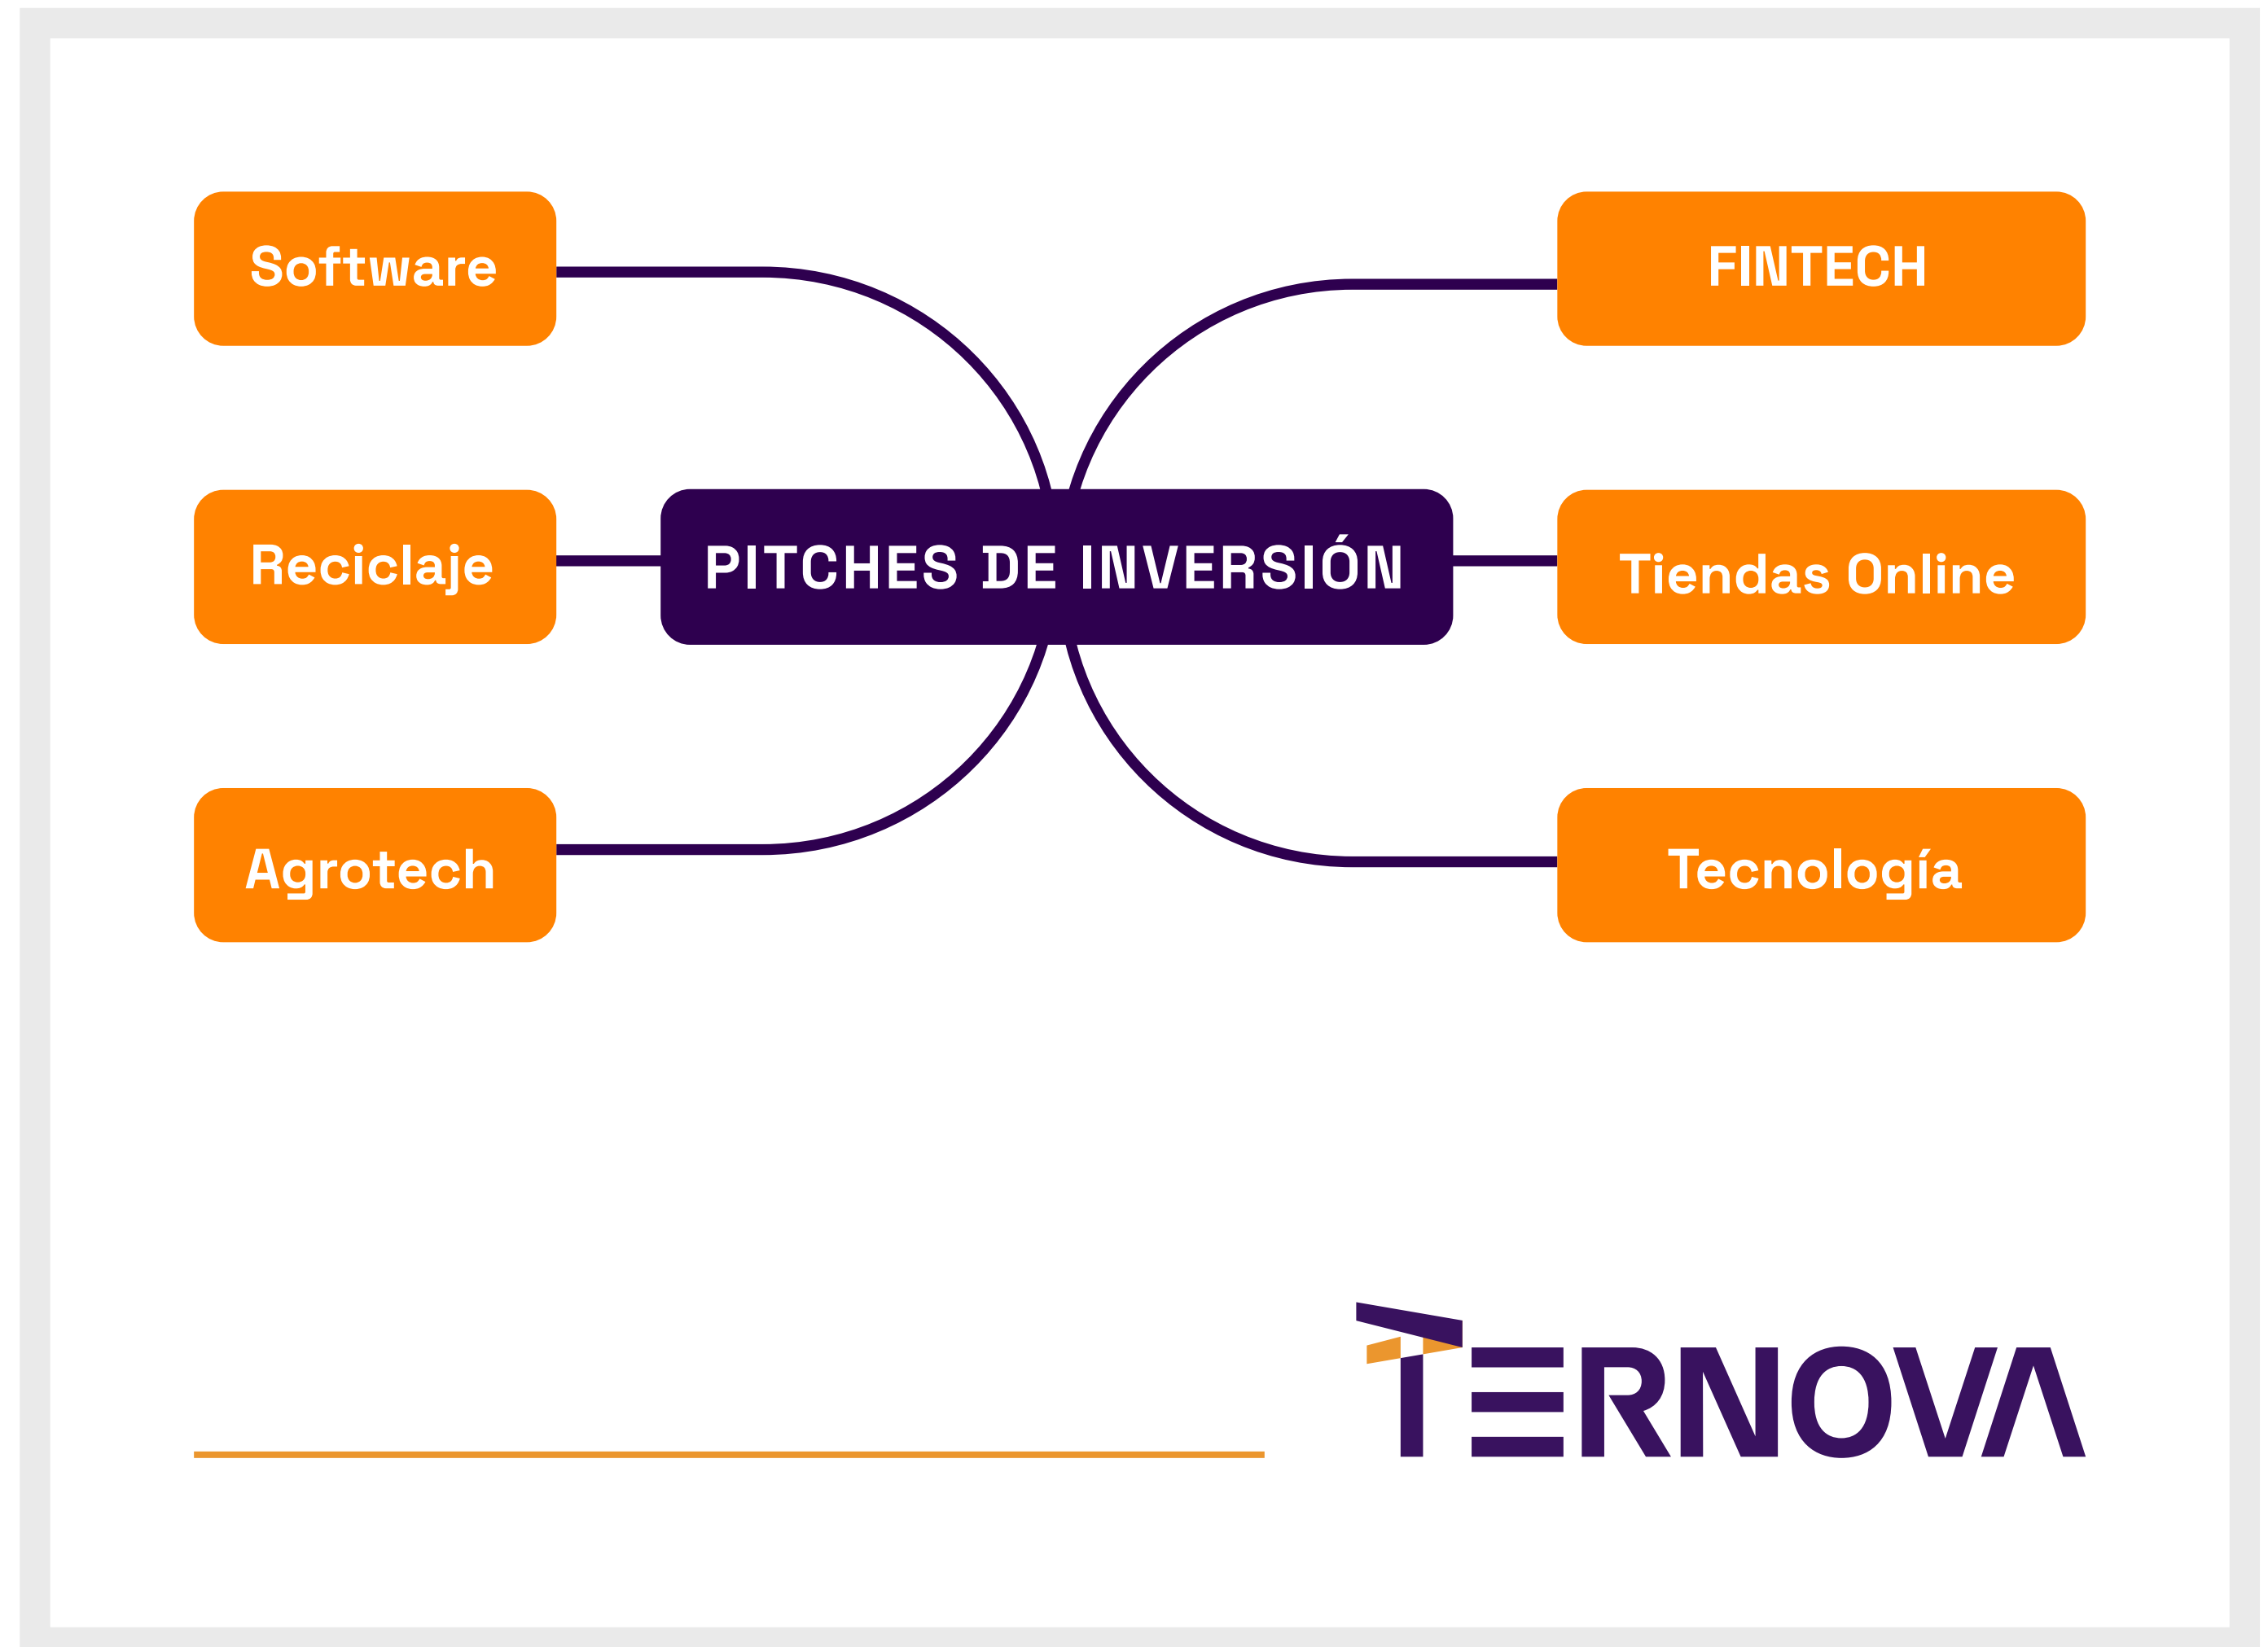 Software
FINTECH
Reciclaje
PITCHES DE INVERSIÓN
Tiendas Online
Agrotech
Tecnología
TERNOVA